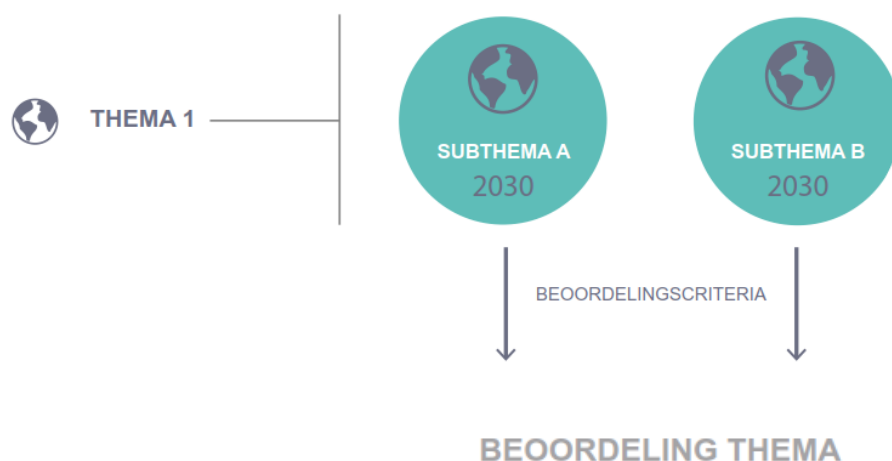 THEMA 1
SUBTHEMA A
2030
SUBTHEMA B
2030
BEOORDELINGSCRITERIA
BEOORDELING THEMA